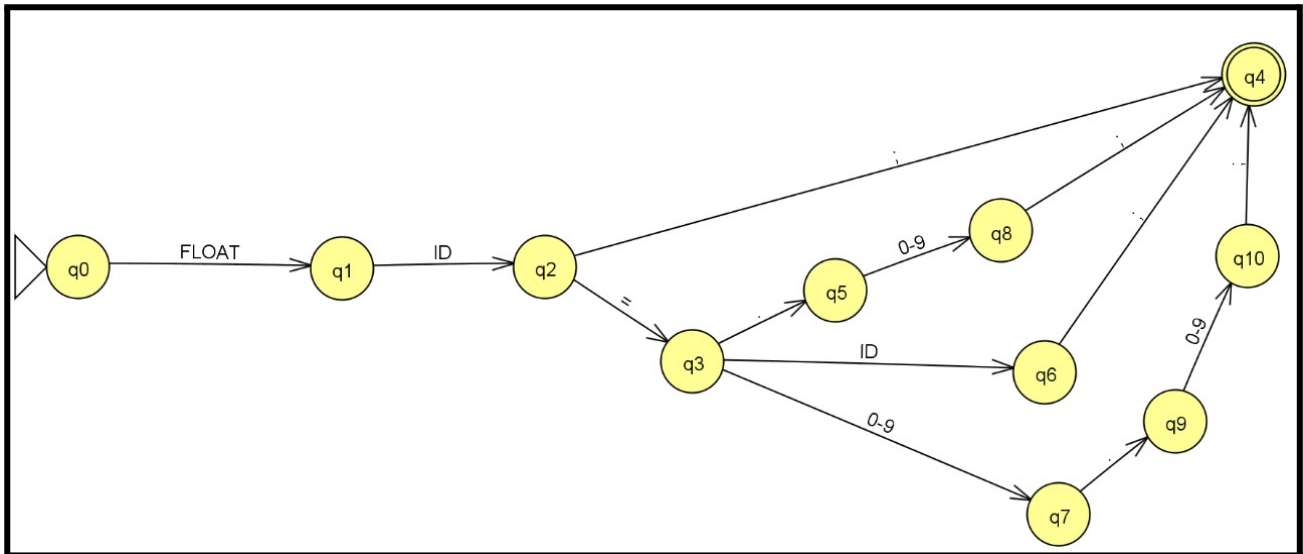 q4
;
;
;
;
q8
0-9
FLOAT
ID
q0
q1
q2
q10
q5
=
.
0-9
q3
ID
q6
0-9
q9
.
q7